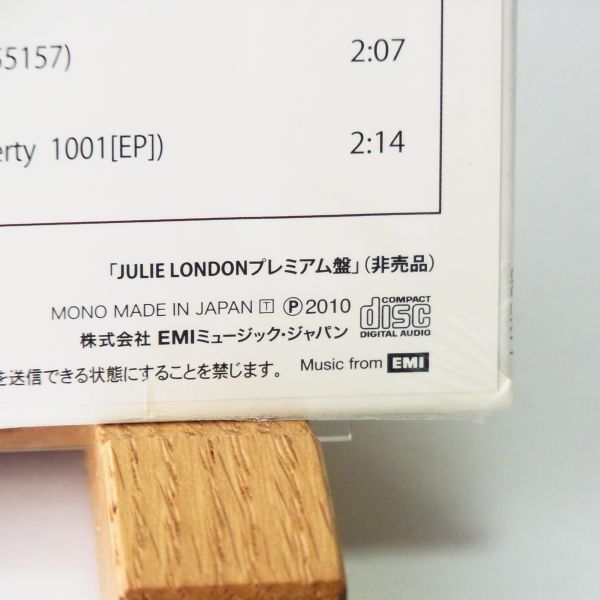 55157) 2:07
erty 1001[EP]) 2:14
「JULIE LONDONプレミアム盤」(非売品)
MONO MADE IN JAPAN T Ⓟ2010
COMPACT
disc
DIGITAL AUDIO
株式会社 EMIミュージック・ジャパン
を送信できる状態にすることを禁じます。 Music from EMI